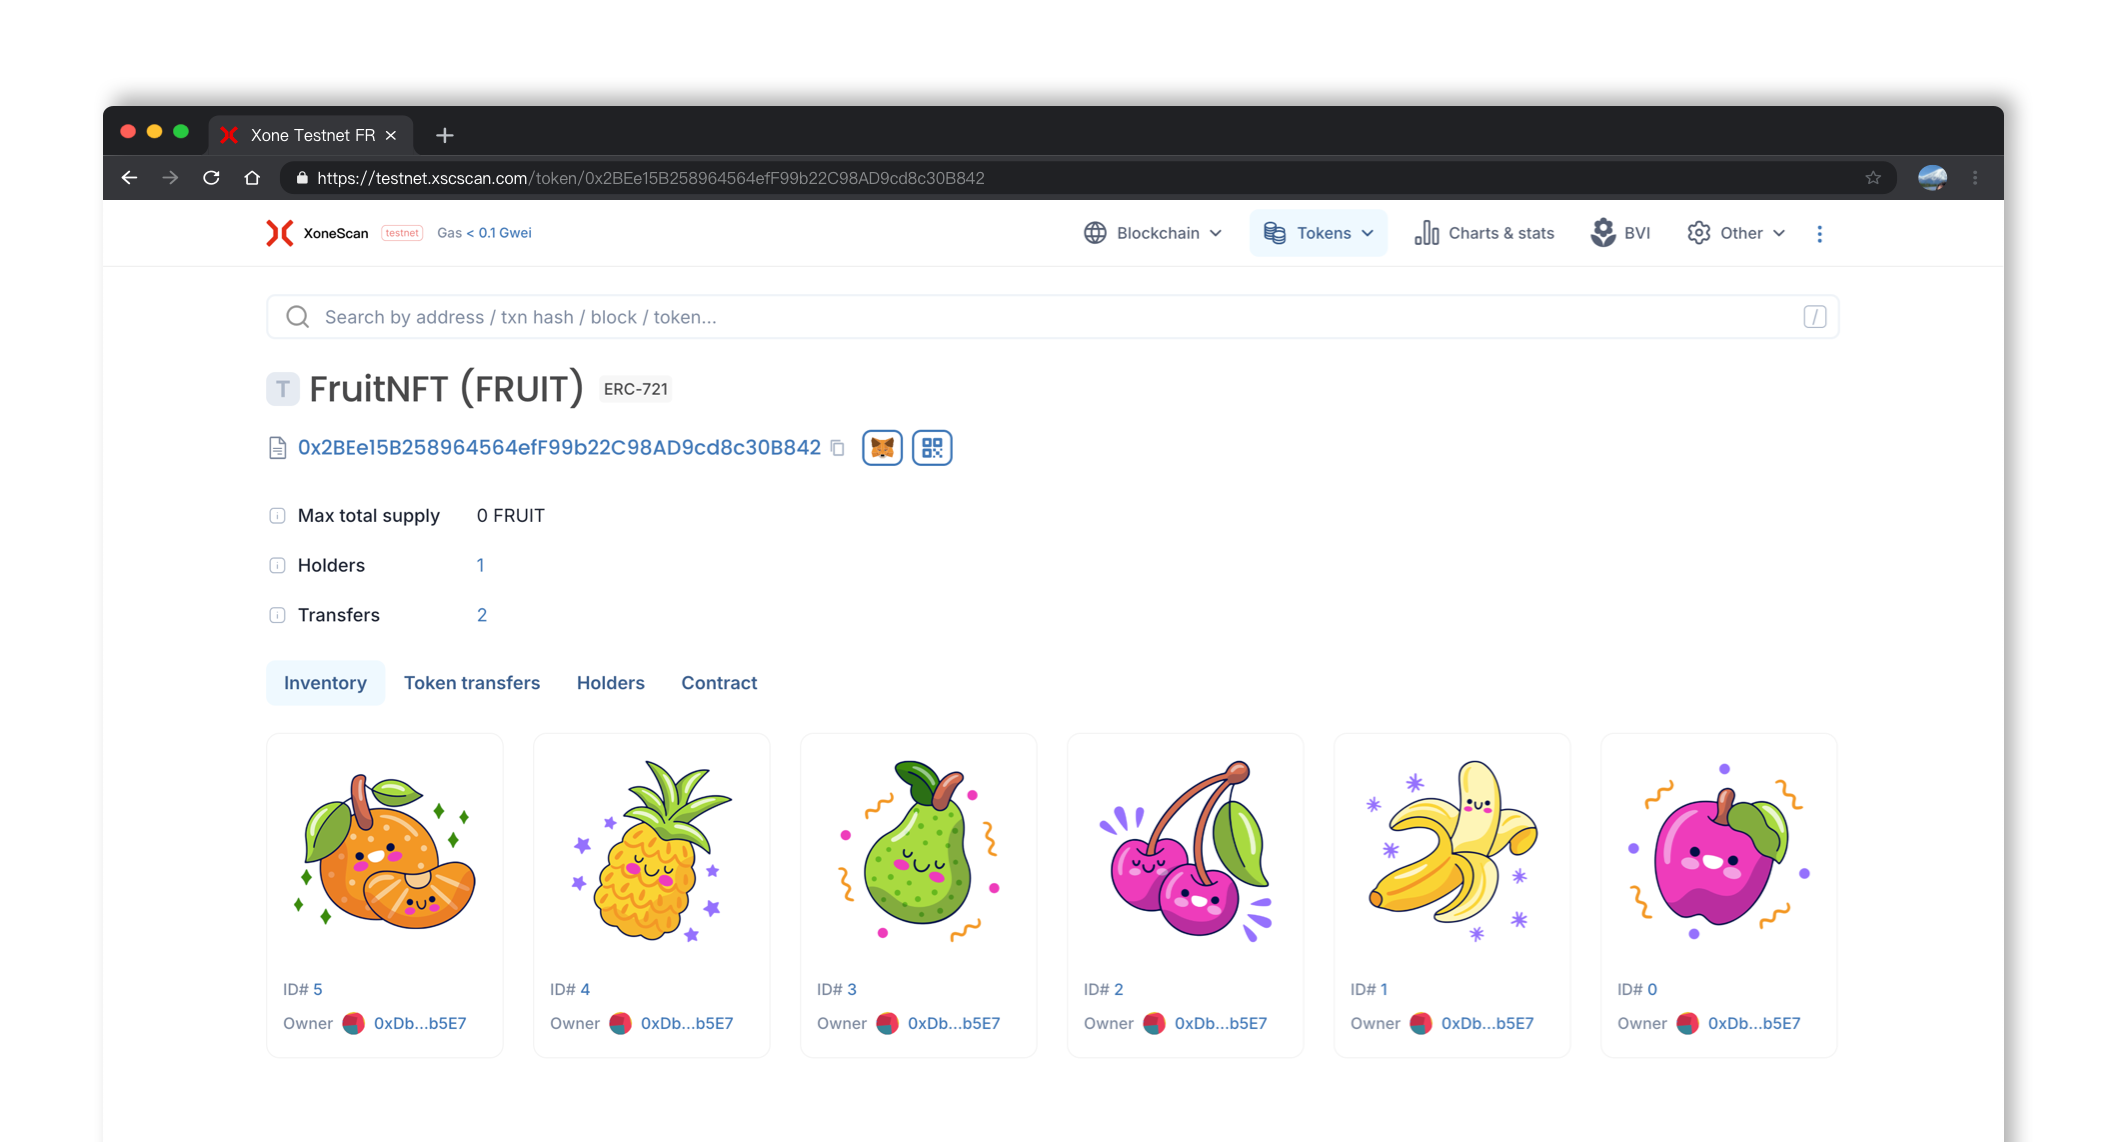 Xone Testnet FR
https://testnet.xscscan.com/token/0x2BEe15B258964564efF99b22C98AD9cd8c30B842
XoneScan testnet Gas < 0.1 Gwei Blockchain Tokens Charts & stats BVI Other
Search by address / txn hash / block / token... /
T FruitNFT (FRUIT) ERC-721
0x2BEe15B258964564efF99b22C98AD9cd8c30B842
Max total supply 0 FRUIT
Holders 1
Transfers 2
Inventory Token transfers Holders Contract
ID# 5 ID# 4 ID# 3 ID# 2 ID# 1 ID# 0
Owner 0xDb...b5E7 Owner 0xDb...b5E7 Owner 0xDb...b5E7 Owner 0xDb...b5E7 Owner 0xDb...b5E7 Owner 0xDb...b5E7